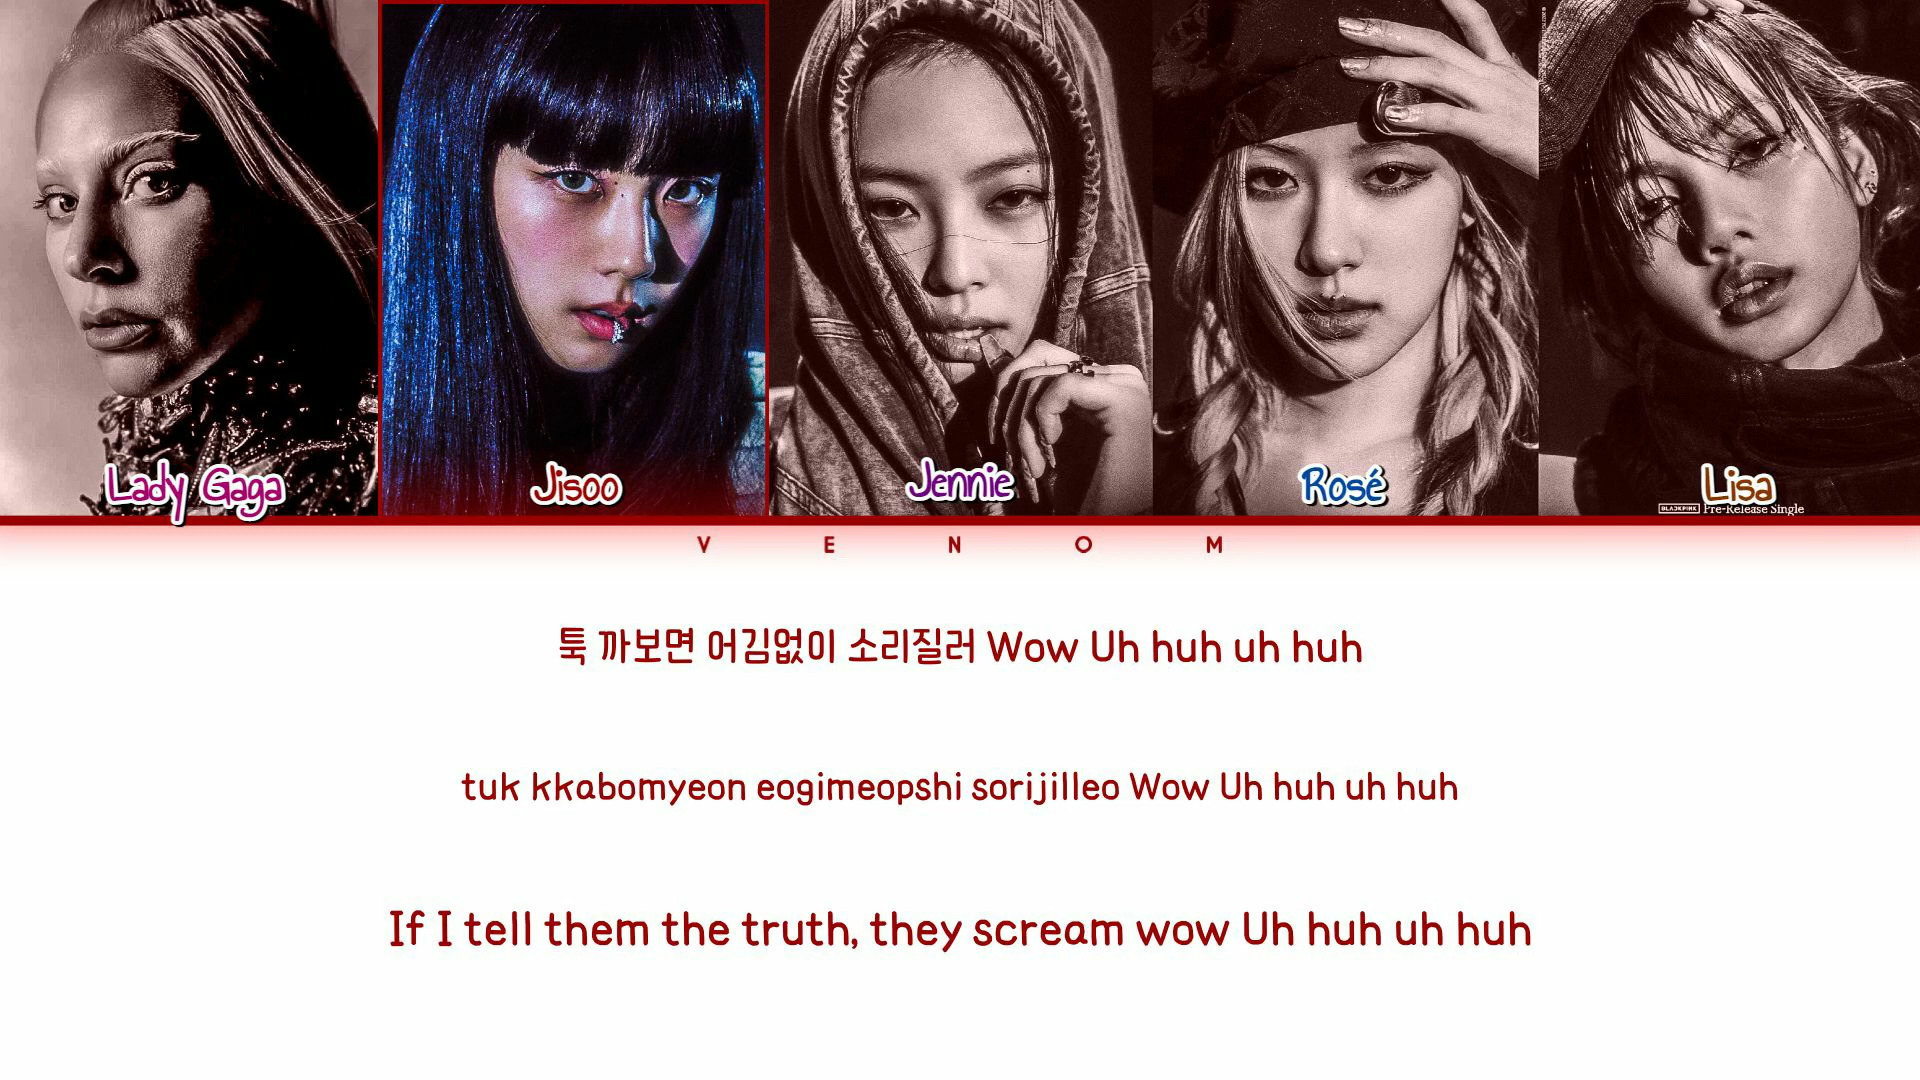 Lady Gaga
Jisoo
Jennie
Rosé
Lisa
BLACKPINK Pre-Release Single
V E N O M
툭 까보면 어김없이 소리질러 Wow Uh huh uh huh
tuk kkabomyeon eogimeopshi sorijilleo Wow Uh huh uh huh
If I tell them the truth, they scream wow Uh huh uh huh